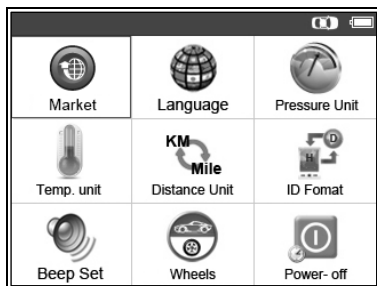 Market
Language
Pressure Unit
KM
Mile
Temp. unit
Distance Unit
D
H
ID Fomat
Beep Set
Wheels
Power- off